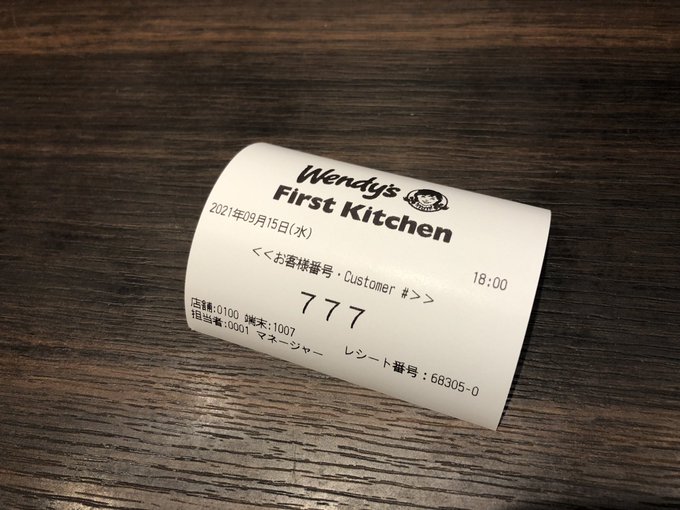 Wendy's
First Kitchen
2021年09月15日(水) 18:00
<<お客様番号・Customer #>>
777
店舗:0100 端末:1007
担当者:0001 マネージャー レシート番号:68305-0